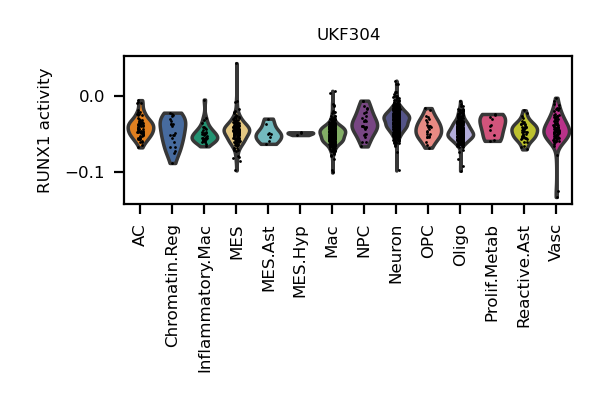 UKF304
RUNX1 activity
0.0
−0.1
AC
Chromatin.Reg
Inflammatory.Mac
MES
MES.Ast
MES.Hyp
Mac
NPC
Neuron
OPC
Oligo
Prolif.Metab
Reactive.Ast
Vasc